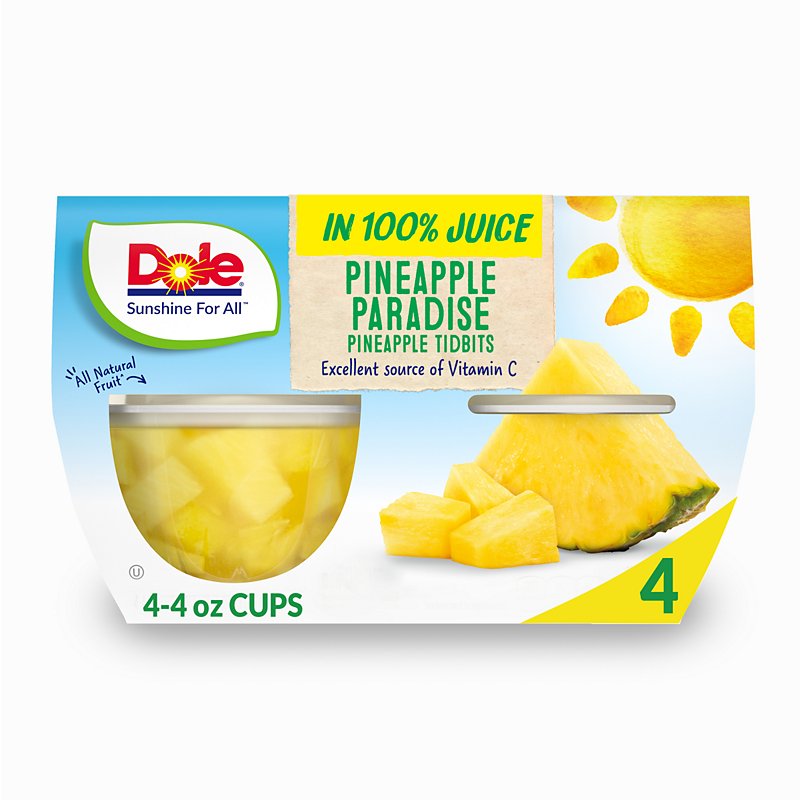 Dole®
Sunshine For All™
IN 100% JUICE
PINEAPPLE
PARADISE
PINEAPPLE TIDBITS
Excellent source of Vitamin C
All Natural
Fruit^
U
4-4 oz CUPS
4